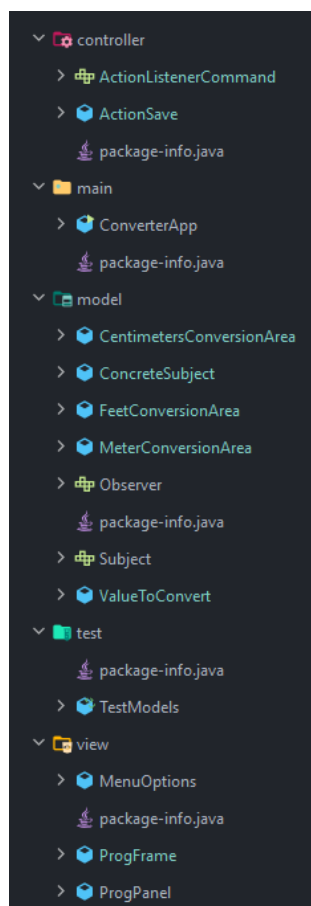 controller
ActionListenerCommand
ActionSave
package-info.java
main
ConverterApp
package-info.java
model
CentimetersConversionArea
ConcreteSubject
FeetConversionArea
MeterConversionArea
Observer
package-info.java
Subject
ValueToConvert
test
package-info.java
TestModels
view
MenuOptions
package-info.java
ProgFrame
ProgPanel